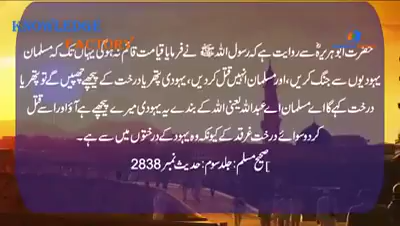 KNOWLEDGE
FACTORY
حضرت ابوہریرہؓ سے روایت ہے کہ رسول اللہ ﷺ نے فرمایا قیامت قائم نہ ہوگی یہاں تک کہ مسلمان
یہودیوں سے جنگ کریں، اور مسلمان انہیں قتل کردیں، یہودی پتھر یا درخت کے پیچھے چھپیں گے تو پتھر یا
درخت کہے گا اے مسلمان اے عبداللہ یعنی اللہ کے بندے یہ یہودی میرے پیچھے ہے آؤ اور اسے قتل
کردو سوائے درخت غرقد کے کیونکہ وہ یہود کے درختوں میں سے ہے۔
]صحیح مسلم: جلد سوم: حدیث نمبر 2838